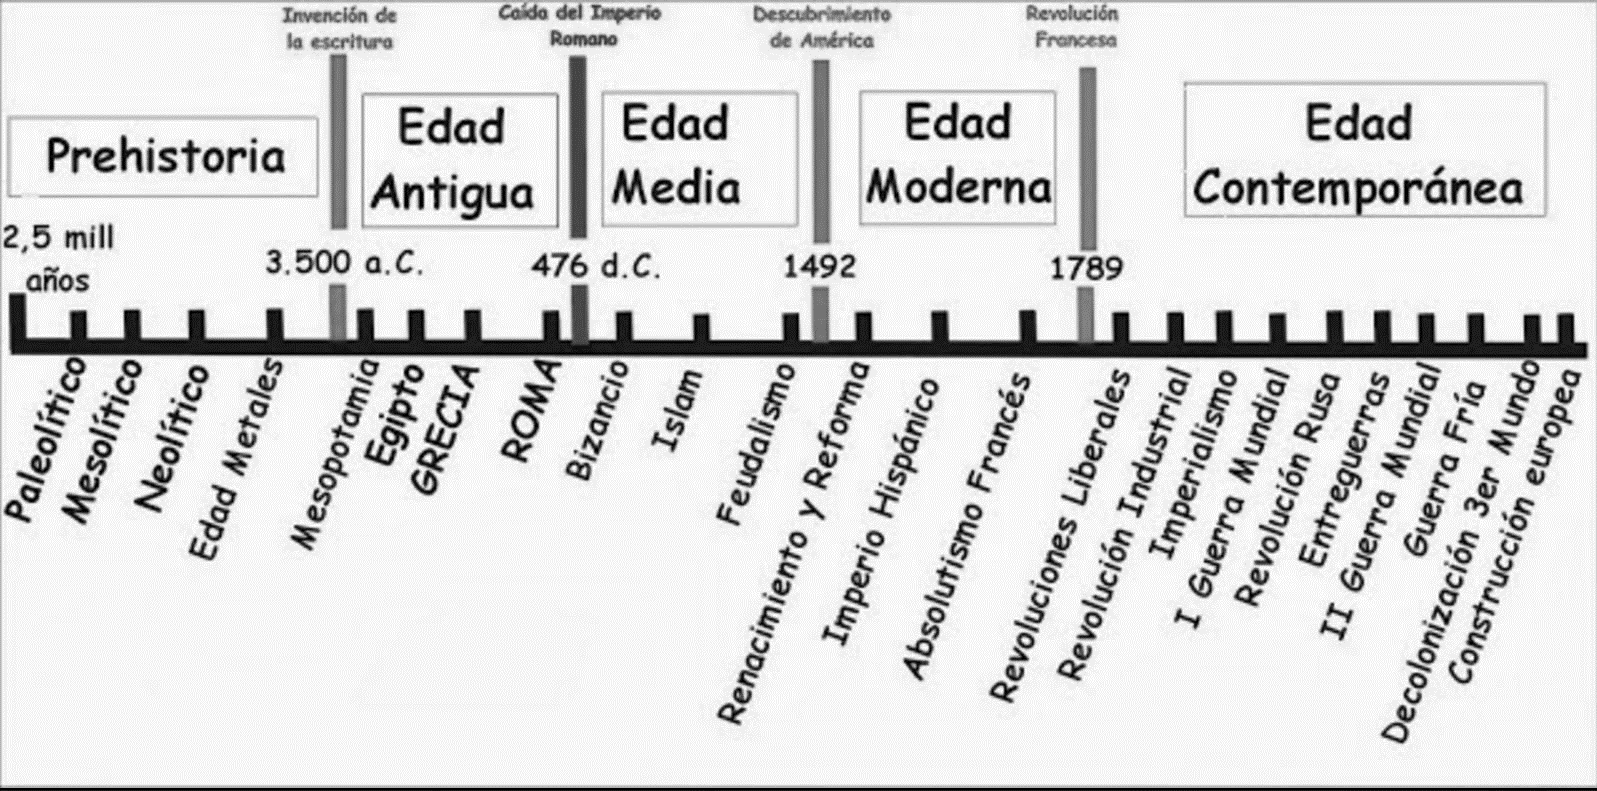 Invención de
la escritura
Caída del Imperio
Romano
Descubrimiento
de América
Revolución
Francesa
Prehistoria
Edad
Antigua
Edad
Media
Edad
Moderna
Edad
Contemporánea
2,5 mill
años
3.500 a.C.
476 d.C.
1492
1789
Paleolítico
Mesolítico
Neolítico
Edad Metales
Mesopotamia
Egipto
GRECIA
ROMA
Bizancio
Islam
Feudalismo
Renacimiento y Reforma
Imperio Hispánico
Absolutismo Francés
Revoluciones Liberales
Revolución Industrial
Imperialismo
I Guerra Mundial
Revolución Rusa
Entreguerras
II Guerra Mundial
Guerra Fría
Decolonización 3er Mundo
Construcción europea